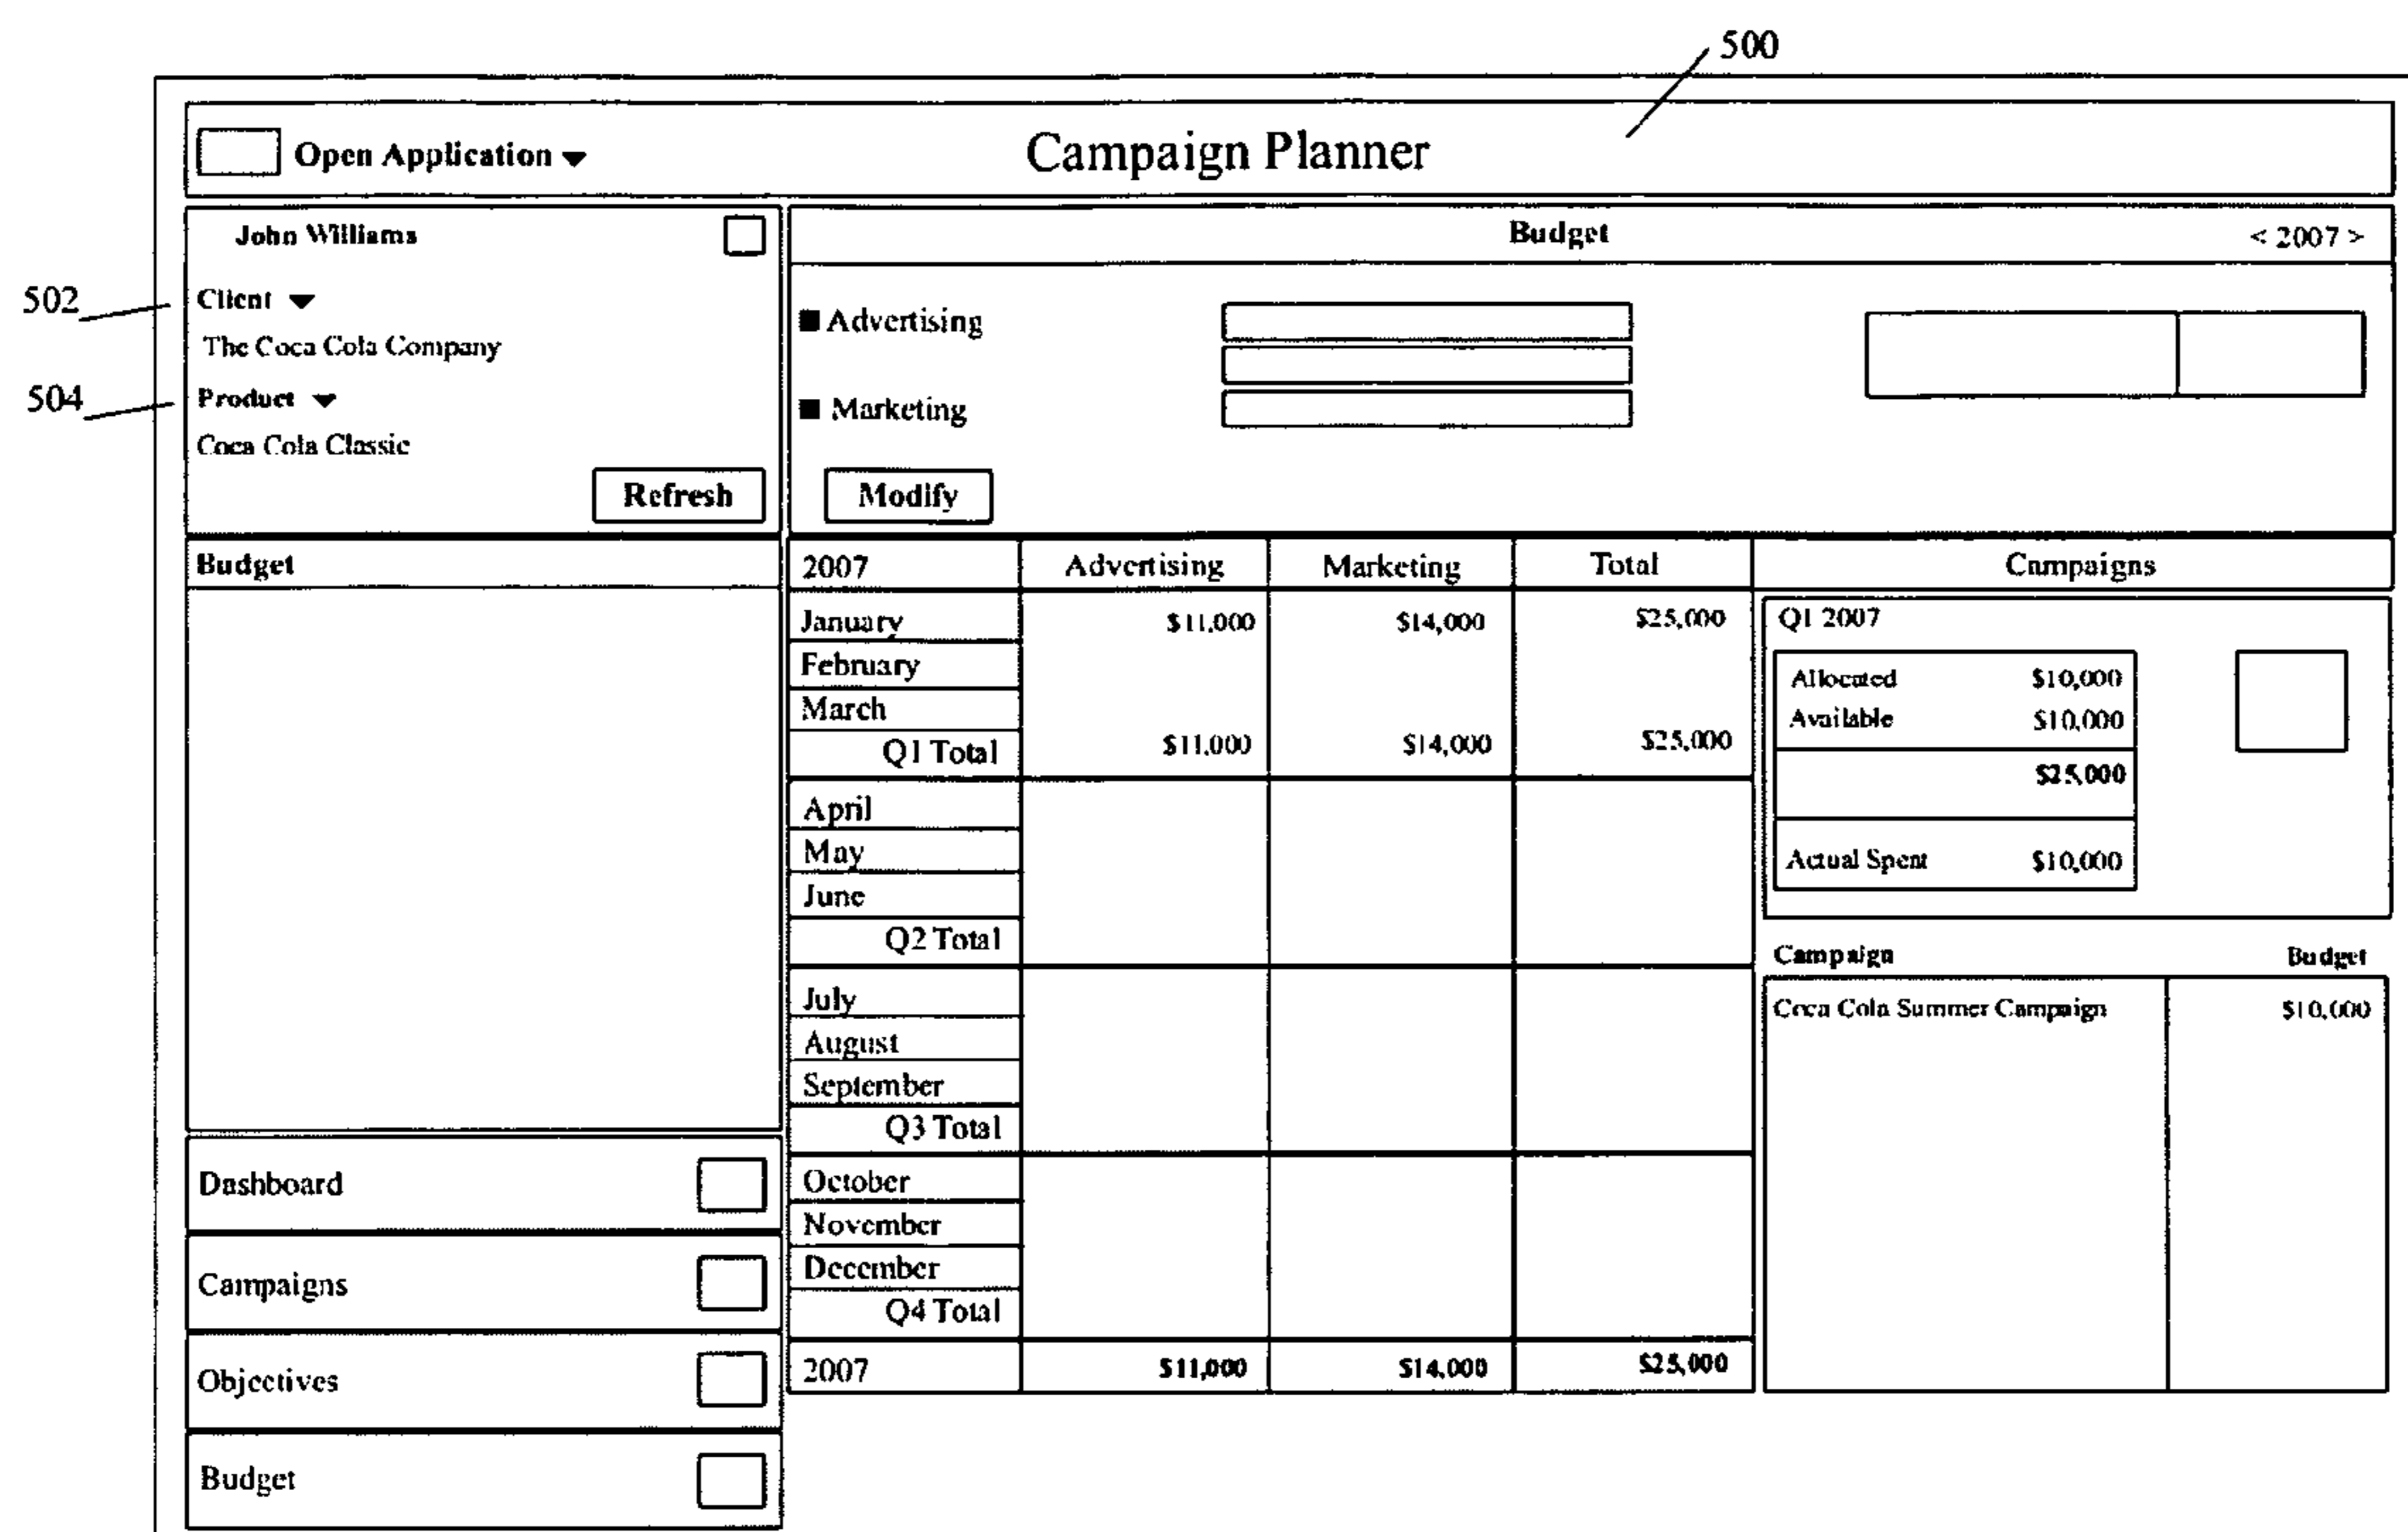 500
Open Application
Campaign Planner
John Williams
502
Client
The Coca Cola Company
504
Product
Coca Cola Classic
Refresh
Budget < 2007 >
Advertising
Marketing
Modify
Budget
Dashboard
Campaigns
Objectives
Budget
2007 Advertising Marketing Total
January $11,000 $14,000 $25,000
February
March
Q1 Total $11,000 $14,000 $25,000
April
May
June
Q2 Total
July
August
September
Q3 Total
October
November
December
Q4 Total
2007 $11,000 $14,000 $25,000
Campaigns
Q1 2007
Allocated $10,000
Available $10,000
$25,000
Actual Spent $10,000
Campaign Budget
Coca Cola Summer Campaign $10,000